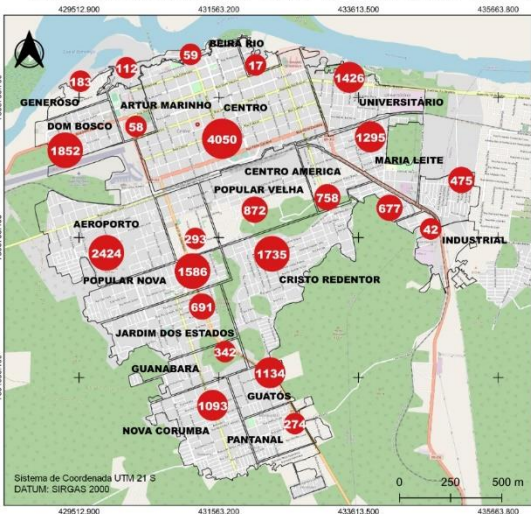 429512.900 431563.200 433613.500 435663.800
BEIRA RIO
59
17
112
183
1426
GENEROSO
ARTUR MARINHO
CENTRO
UNIVERSITÁRIO
DOM BOSCO
58
4050
1295
1852
MARIA LEITE
CENTRO AMERICA
475
POPULAR VELHA
758
872
677
AEROPORTO
42
293
INDUSTRIAL
2424
1735
1586
POPULAR NOVA
CRISTO REDENTOR
691
JARDIM DOS ESTADOS
342
GUANABARA
1134
GUATÓS
1093
NOVA CORUMBA
274
PANTANAL
Sistema de Coordenada UTM 21 S
DATUM: SIRGAS 2000
0 250 500 m
429512.900 431563.200 433613.500 435663.800